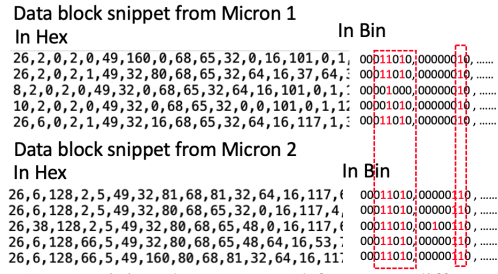 Data block snippet from Micron 1
In Hex In Bin
26,2,0,2,0,49,160,0,68,65,32,0,16,101,0,1, 00011010,00000010, ......
26,2,0,2,1,49,32,80,68,65,32,64,16,37,64, 00011010,00000010, ......
8,2,0,2,0,49,32,0,68,65,32,64,16,101,0,1, 00001000,00000010, ......
10,2,0,2,0,49,32,0,68,65,32,0,0,101,0,1,12 00001010,00000010, ......
26,6,0,2,1,49,32,16,68,65,32,64,16,117,1, 00011010,00000110, ......
Data block snippet from Micron 2
In Hex In Bin
26,6,128,2,5,49,32,81,68,81,32,64,16,117, 00011010,00000110, ......
26,6,128,2,5,49,32,80,68,65,32,0,16,117,4, 00011010,00000110, ......
26,38,128,2,5,49,32,80,68,65,48,0,16,117, 00011010,00100110, ......
26,6,128,66,5,49,32,80,68,65,48,64,16,53, 00011010,00000110, ......
26,6,128,66,5,49,160,80,68,81,32,64,16,117 00011010,00000110, ......